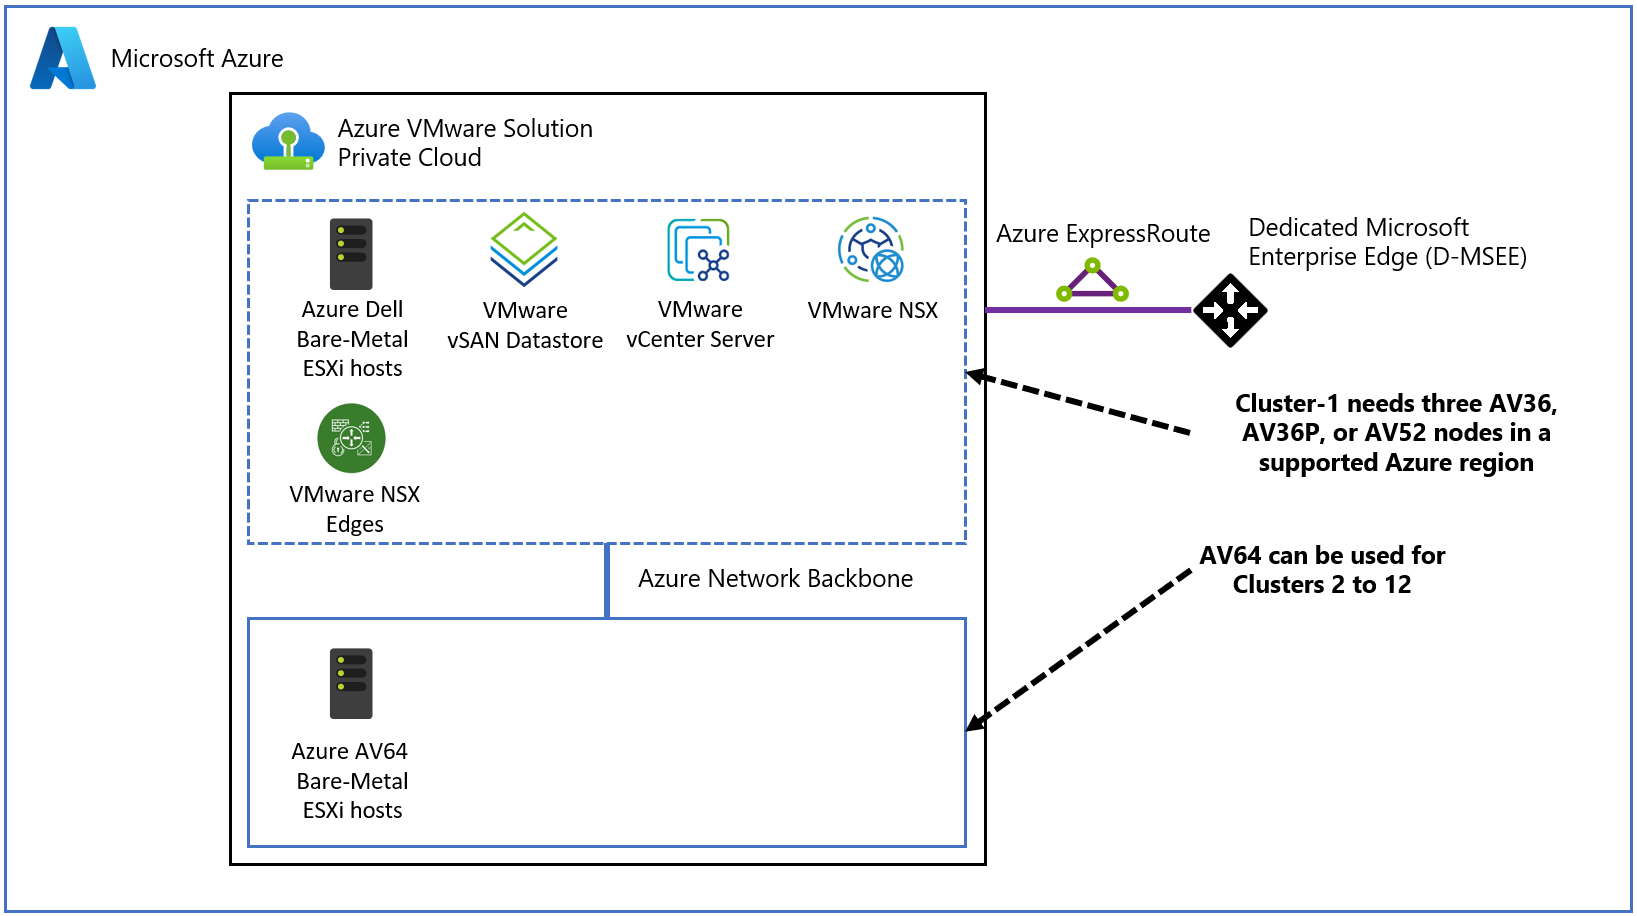 Microsoft Azure
Azure VMware Solution
Private Cloud
Azure Dell
Bare-Metal
ESXi hosts
VMware
vSAN Datastore
VMware
vCenter Server
VMware NSX
VMware NSX
Edges
Azure ExpressRoute
Dedicated Microsoft
Enterprise Edge (D-MSEE)
Cluster-1 needs three AV36,
AV36P, or AV52 nodes in a
supported Azure region
Azure Network Backbone
AV64 can be used for
Clusters 2 to 12
Azure AV64
Bare-Metal
ESXi hosts